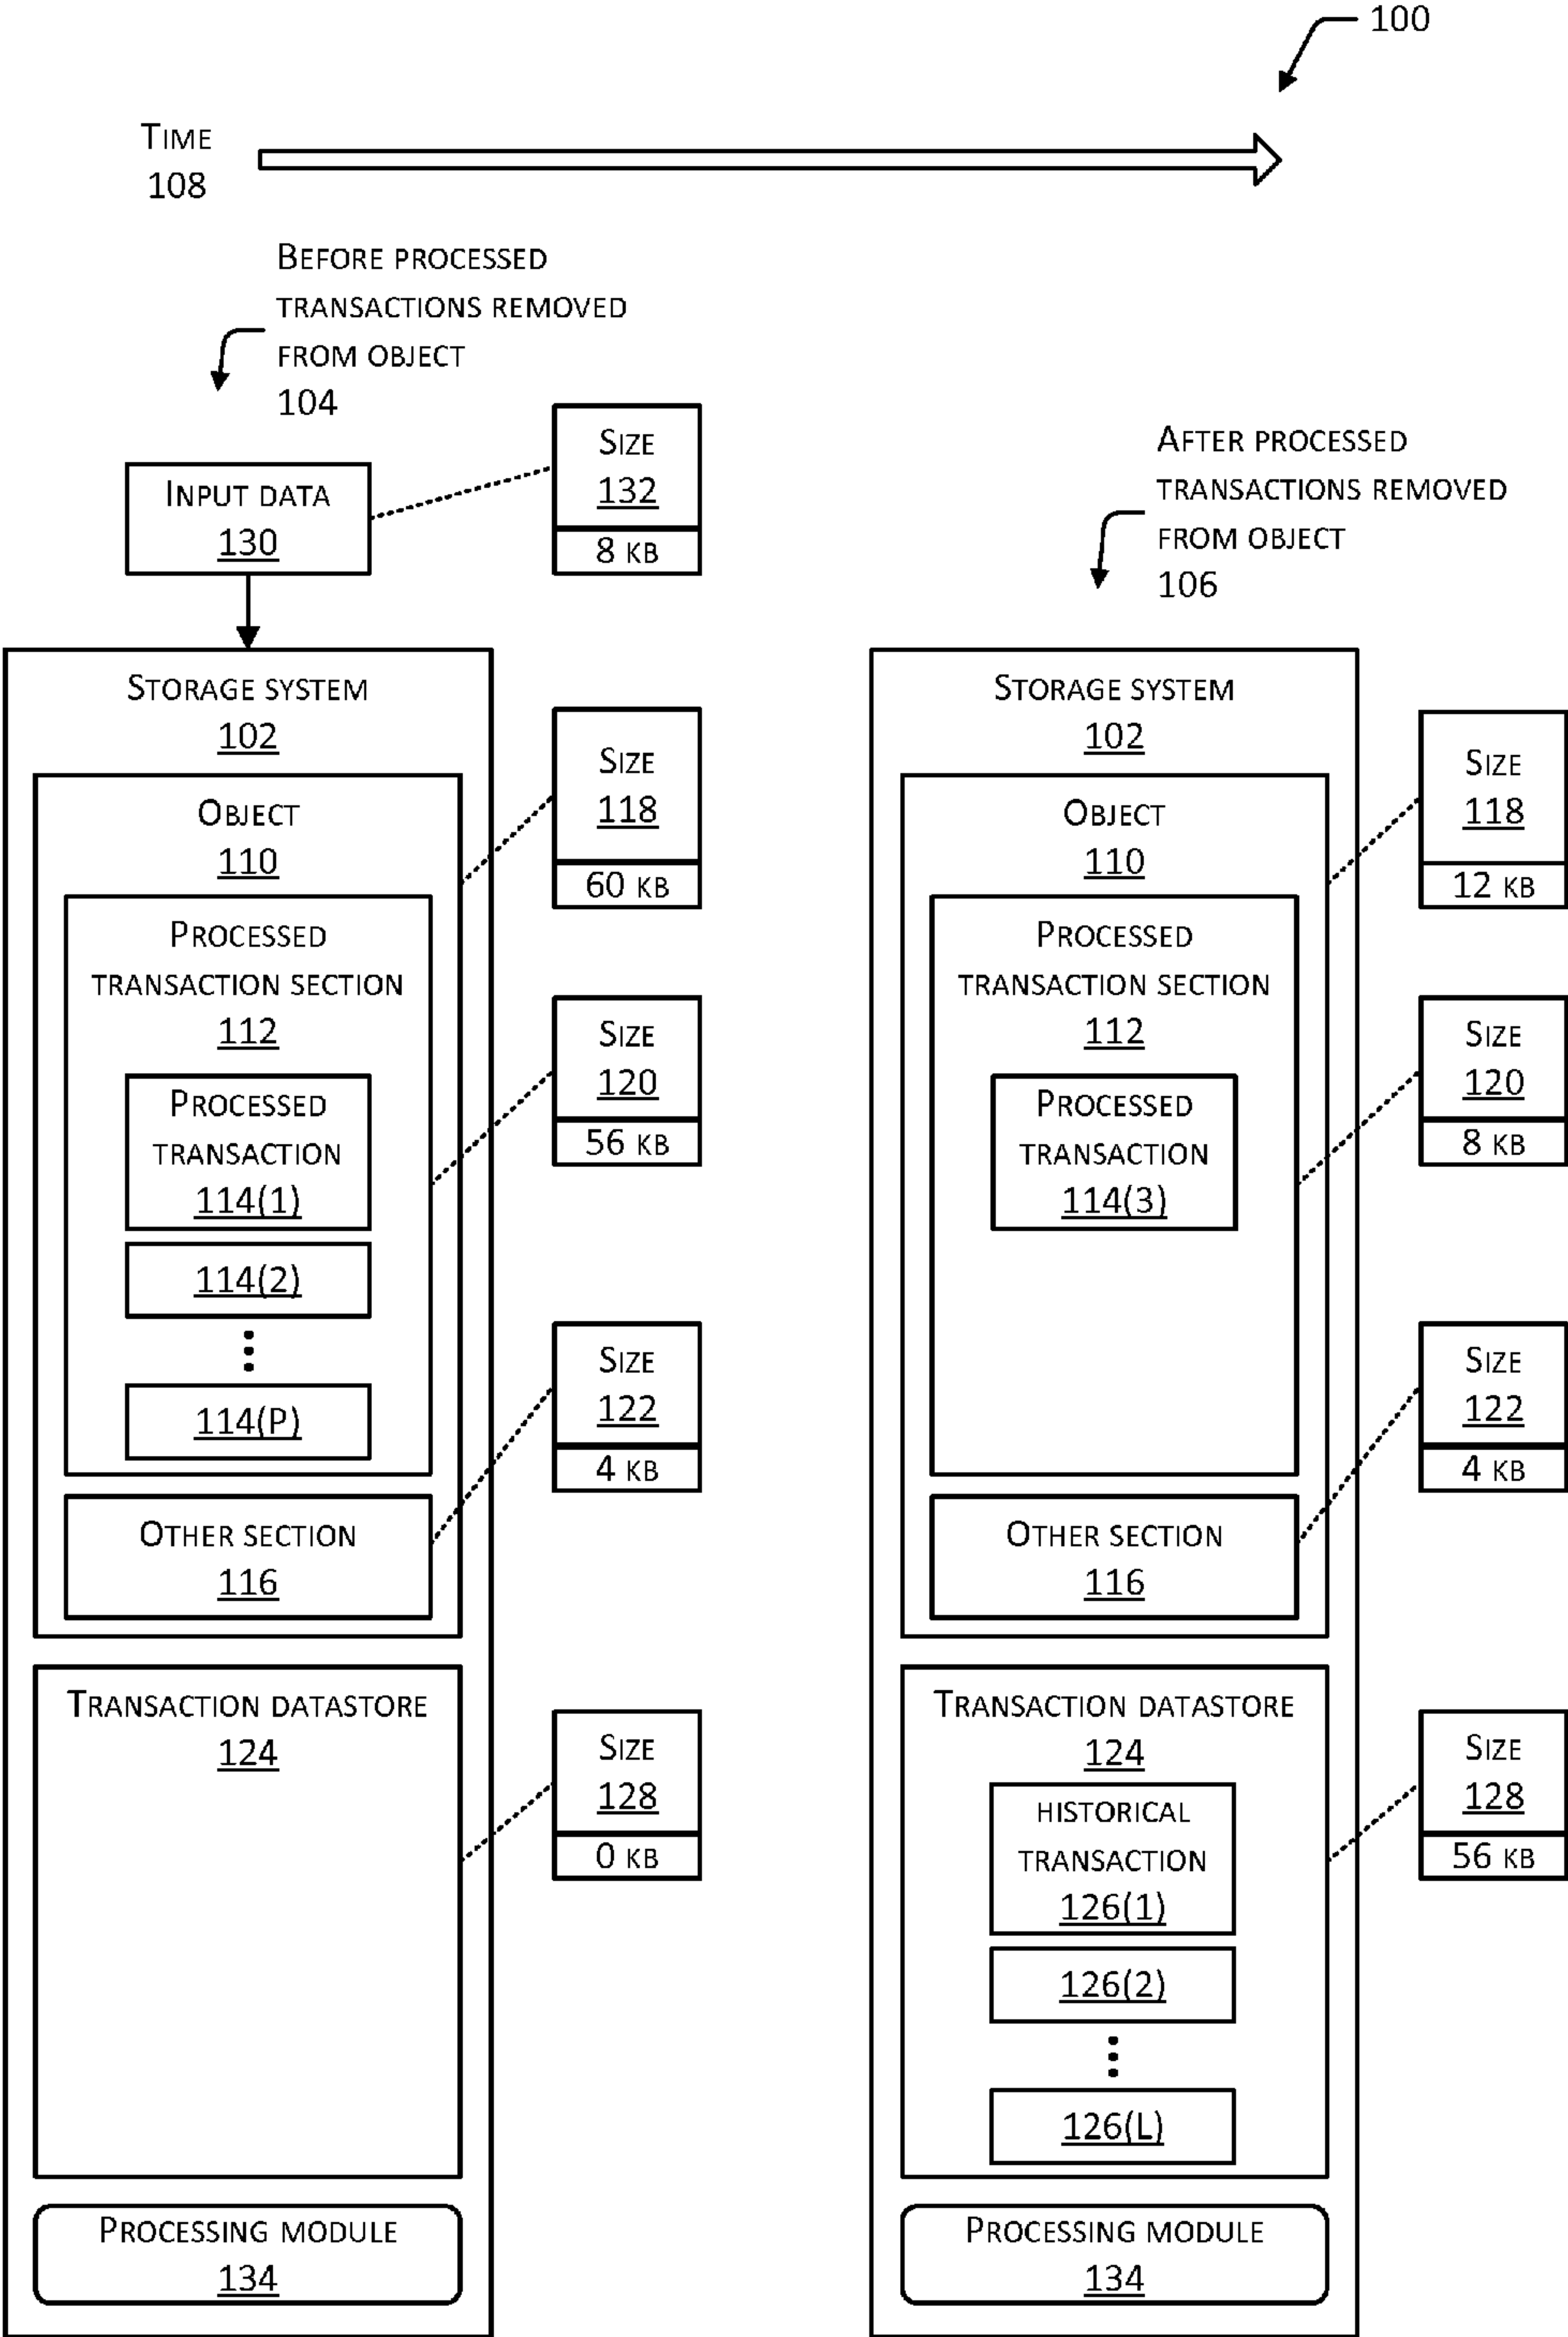 100
Time
108
Before processed
transactions removed
from object
104
Input data
130
Size
132
8 kb
Storage system
102
Object
110
Size
118
60 kb
Processed
transaction section
112
Size
120
56 kb
Processed
transaction
114(1)
114(2)
114(P)
Size
122
4 kb
Other section
116
Transaction datastore
124
Size
128
0 kb
Processing module
134
After processed
transactions removed
from object
106
Storage system
102
Object
110
Size
118
12 kb
Processed
transaction section
112
Size
120
8 kb
Processed
transaction
114(3)
Size
122
4 kb
Other section
116
Transaction datastore
124
Size
128
56 kb
historical
transaction
126(1)
126(2)
126(L)
Processing module
134